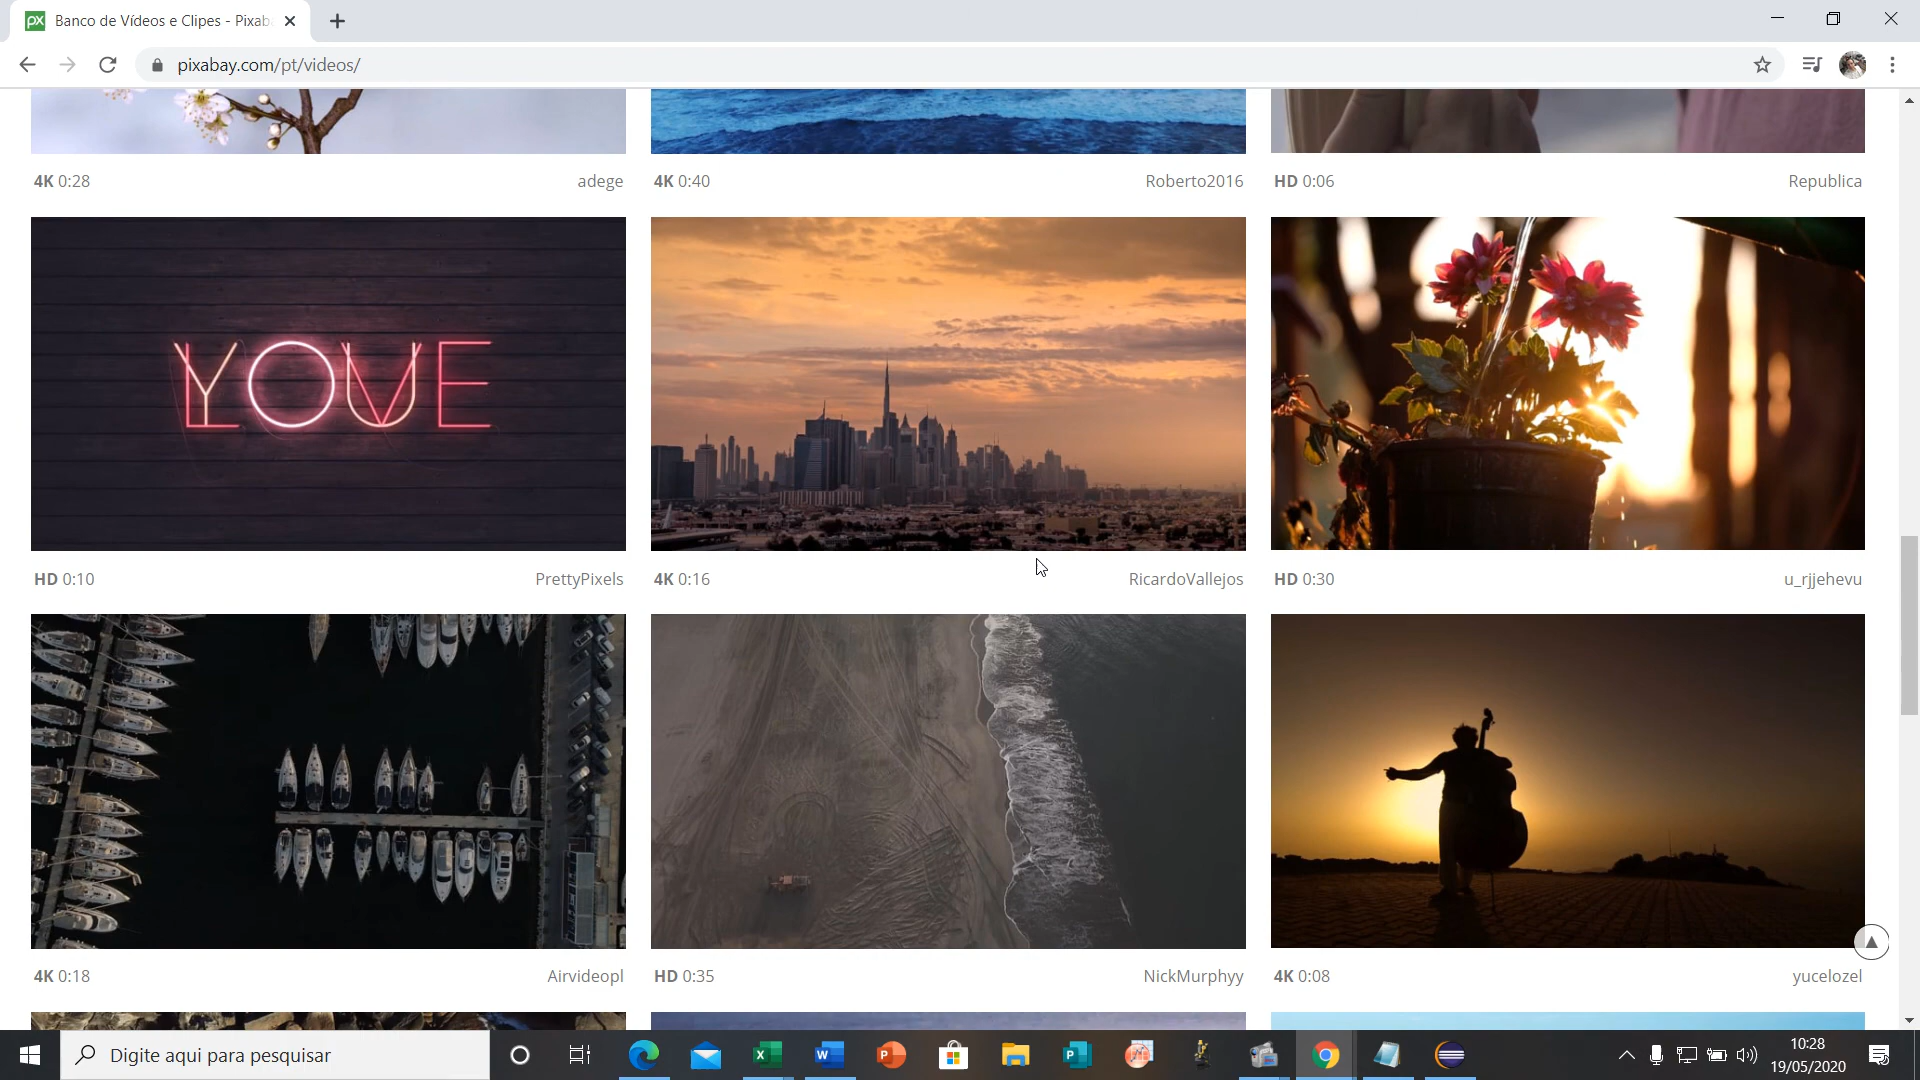 px Banco de Vídeos e Clipes - Pixab
pixabay.com/pt/videos/
4K 0:28 adege
4K 0:40 Roberto2016
HD 0:06 Republica
YOVE
HD 0:10 PrettyPixels
4K 0:16 RicardoVallejos
HD 0:30 u_rjjehevu
4K 0:18 Airvideopl
HD 0:35 NickMurphyy
4K 0:08 yucelozel
Digite aqui para pesquisar
10:28
19/05/2020